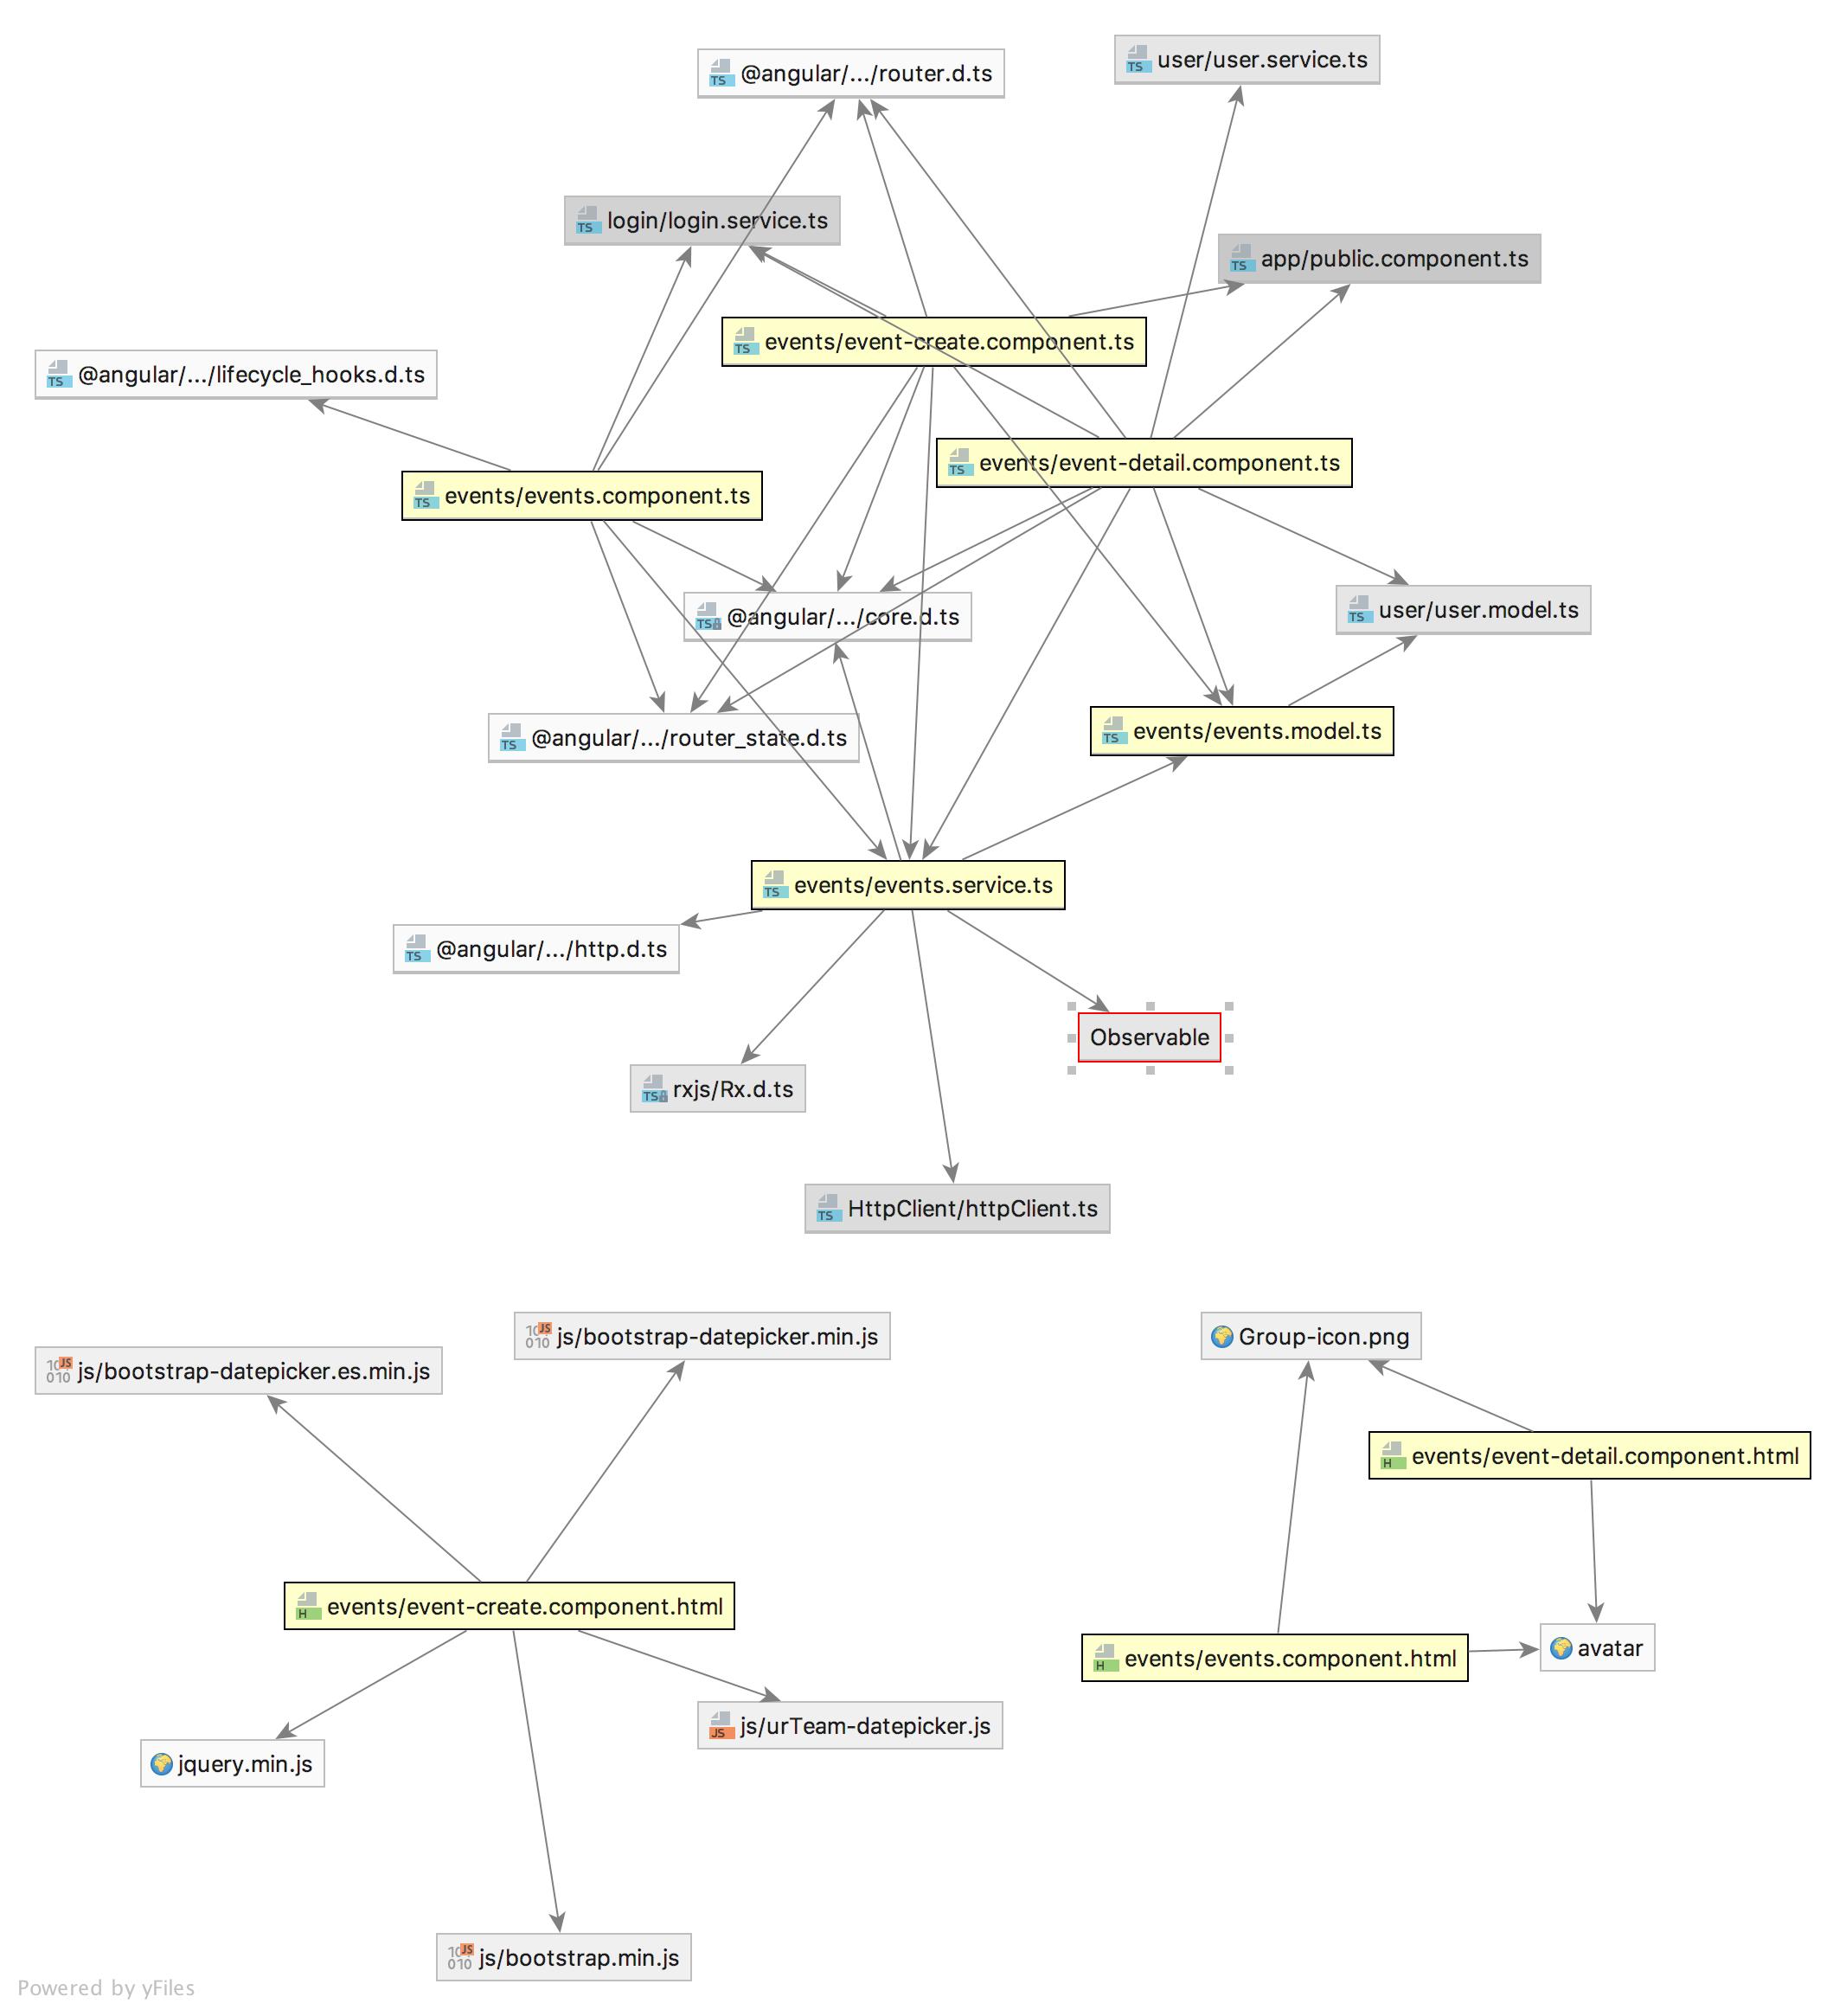 @angular/.../router.d.ts
user/user.service.ts
login/login.service.ts
app/public.component.ts
events/event-create.component.ts
@angular/.../lifecycle_hooks.d.ts
events/event-detail.component.ts
events/events.component.ts
@angular/.../core.d.ts
user/user.model.ts
@angular/.../router_state.d.ts
events/events.model.ts
events/events.service.ts
@angular/.../http.d.ts
Observable
rxjs/Rx.d.ts
HttpClient/httpClient.ts
js/bootstrap-datepicker.min.js
js/bootstrap-datepicker.es.min.js
Group-icon.png
events/event-detail.component.html
events/event-create.component.html
events/events.component.html
avatar
js/urTeam-datepicker.js
jquery.min.js
js/bootstrap.min.js
Powered by yFiles